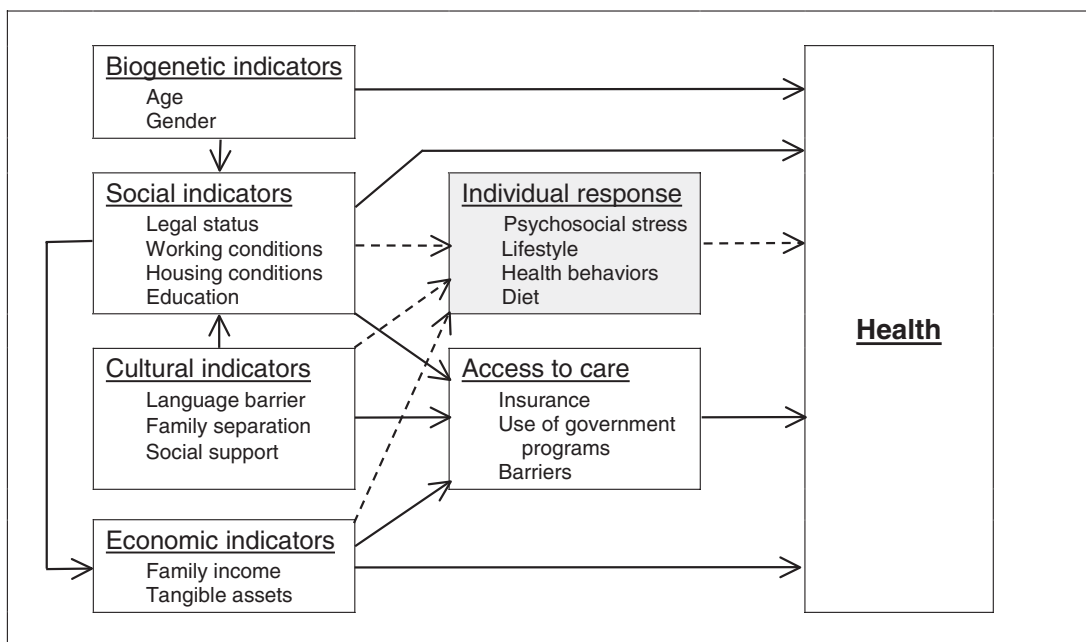 Biogenetic indicators
Age
Gender
Social indicators
Legal status
Working conditions
Housing conditions
Education
Cultural indicators
Language barrier
Family separation
Social support
Economic indicators
Family income
Tangible assets
Individual response
Psychosocial stress
Lifestyle
Health behaviors
Diet
Access to care
Insurance
Use of government
programs
Barriers
Health